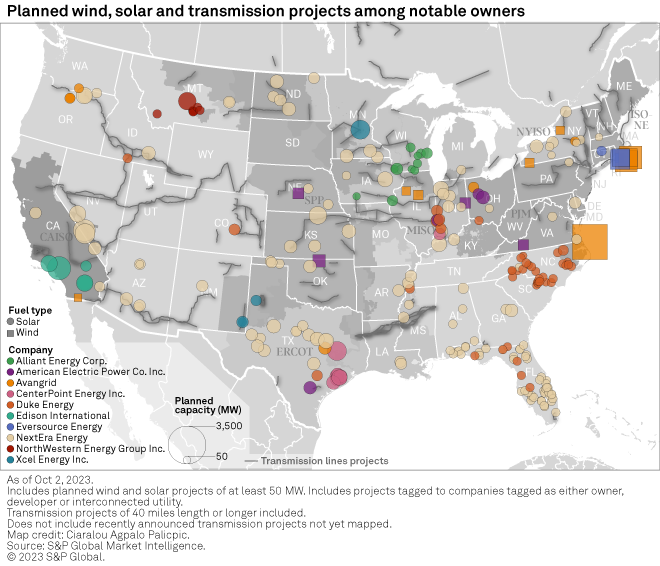 Planned wind, solar and transmission projects among notable owners
WA
MT
ND
MN
ME
OR
ID
SD
WI
MI
VT
NH
ISO
NE
NYISO
NY
MA
WY
IA
PA
RI
NJ
NE
SPP
OH
PJM
DE
MD
NV
UT
CO
KS
MO
IL
IN
MISO
KY
WV
VA
CA
CAISO
AZ
NM
OK
AR
TN
NC
SC
TX
ERCOT
LA
MS
AL
GA
FL
Fuel type
Solar
Wind
Company
Alliant Energy Corp.
American Electric Power Co. Inc.
Avangrid
CenterPoint Energy Inc.
Duke Energy
Edison International
Eversource Energy
NextEra Energy
NorthWestern Energy Group Inc.
Xcel Energy Inc.
Planned
capacity (MW)
3,500
50
Transmission lines projects
As of Oct 2, 2023.
Includes planned wind and solar projects of at least 50 MW. Includes projects tagged to companies tagged as either owner,
developer or interconnected utility.
Transmission projects of 40 miles length or longer included.
Does not include recently announced transmission projects not yet mapped.
Map credit: Ciaralou Agpalo Palicpic.
Source: S&P Global Market Intelligence.
© 2023 S&P Global.